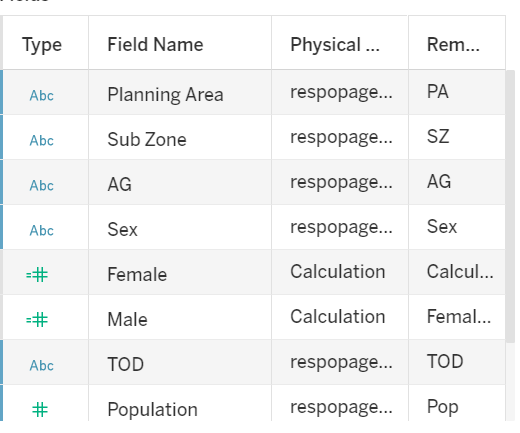 Type Field Name Physical ... Rem...
Abc Planning Area respopage... PA
Abc Sub Zone respopage... SZ
Abc AG respopage... AG
Abc Sex respopage... Sex
=# Female Calculation Calcul...
=# Male Calculation Femal...
Abc TOD respopage... TOD
# Population respopage... Pop